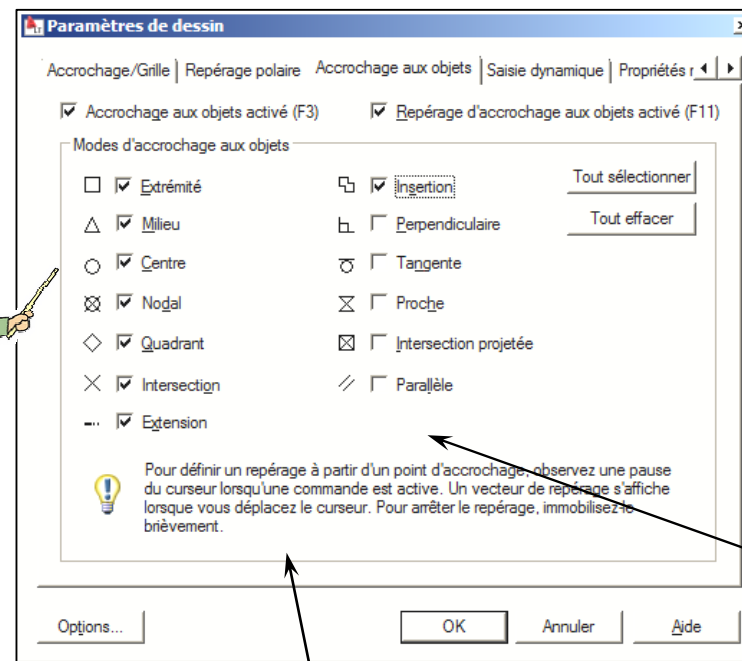 Paramètres de dessin
Accrochage/Grille Repérage polaire Accrochage aux objets Saisie dynamique Propriétés r
Accrochage aux objets activé (F3) Repérage d'accrochage aux objets activé (F11)
Modes d'accrochage aux objets
Extrémité Insertion Tout sélectionner
Milieu Perpendiculaire Tout effacer
Centre Tangente
Nodal Proche
Quadrant Intersection projetée
Intersection Parallèle
Extension
Pour définir un repérage à partir d'un point d'accrochage, observez une pause
du curseur lorsqu'une commande est active. Un vecteur de repérage s'affiche
lorsque vous déplacez le curseur. Pour arrêter le repérage, immobilisez-le
brièvement.
Options... OK Annuler Aide